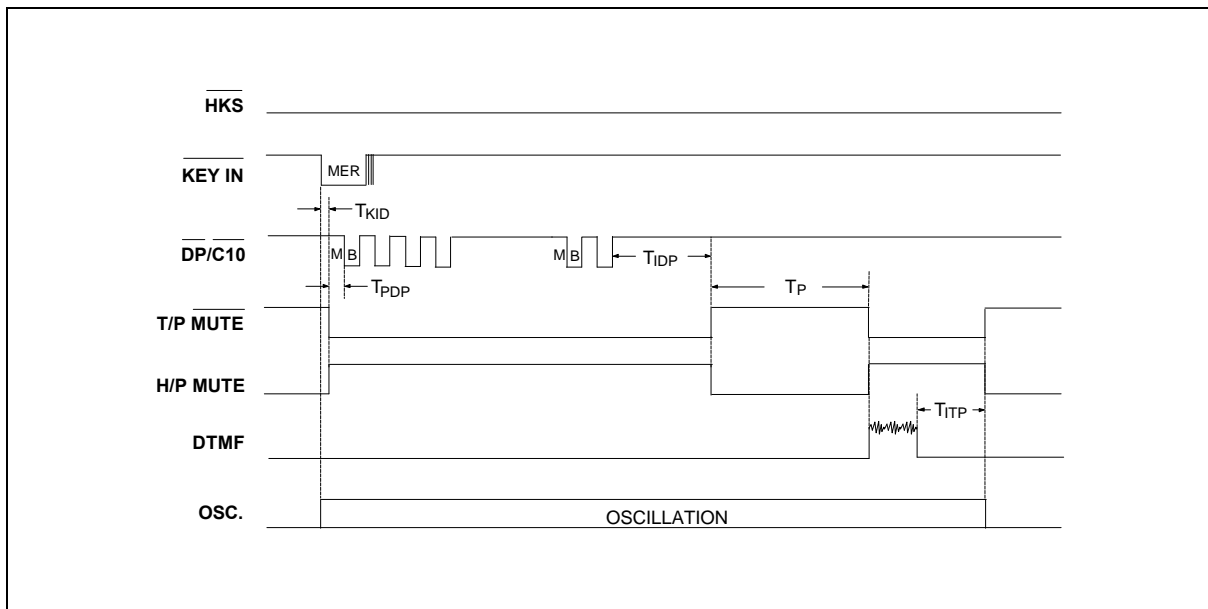 HKS
KEY IN
MER
TKID
DP/C10
M B
M B
TIDP
TPDP
TP
T/P MUTE
H/P MUTE
TITP
DTMF
OSC.
OSCILLATION